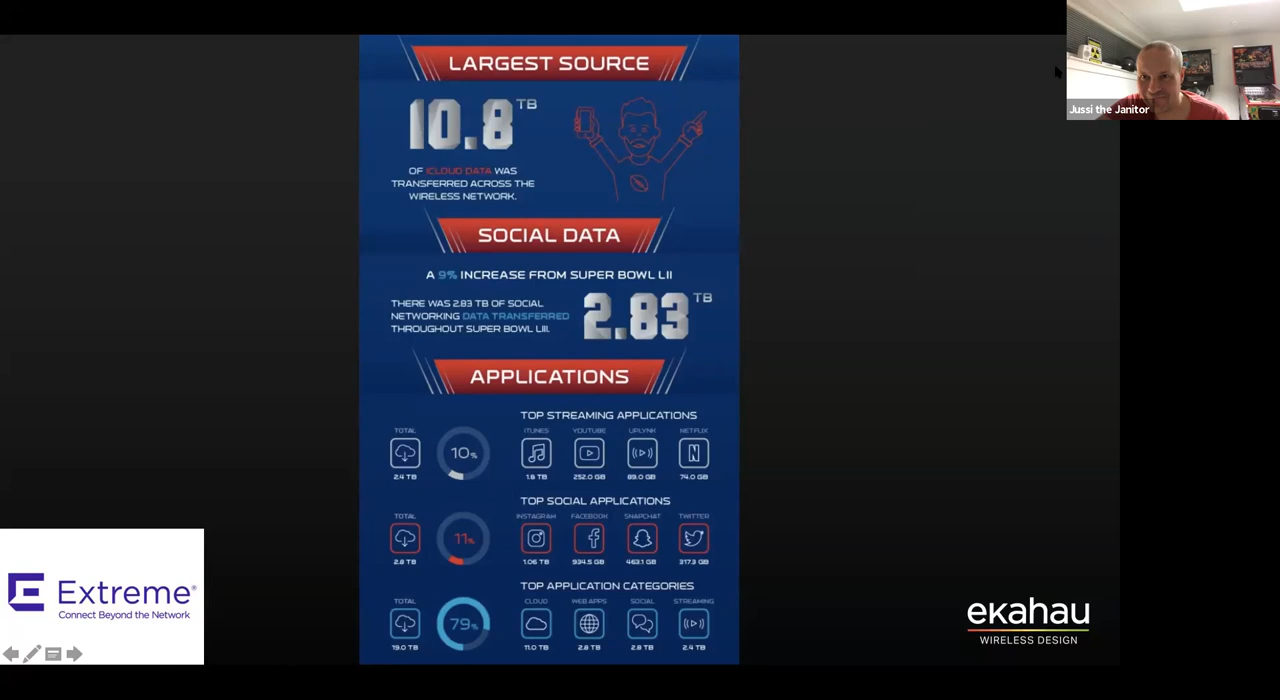 LARGEST SOURCE
10.8 TB
OF ICLOUD DATA WAS
TRANSFERRED ACROSS THE
WIRELESS NETWORK.
SOCIAL DATA
A 9% INCREASE FROM SUPER BOWL LII
THERE WAS 2.83 TB OF SOCIAL
NETWORKING DATA TRANSFERRED
THROUGHOUT SUPER BOWL LIII.
2.83 TB
APPLICATIONS
TOP STREAMING APPLICATIONS
TOTAL
ITUNES YOUTUBE UPLYNK NETFLIX
10%
2.4 TB
1.8 TB 252.0 GB 89.0 GB 74.0 GB
TOP SOCIAL APPLICATIONS
TOTAL
INSTAGRAM FACEBOOK SNAPCHAT TWITTER
11%
2.8 TB
1.06 TB 934.5 GB 463.1 GB 317.3 GB
TOP APPLICATION CATEGORIES
TOTAL
CLOUD WEB APPS SOCIAL STREAMING
79%
19.0 TB
11.0 TB 2.8 TB 2.8 TB 2.4 TB
Jussi the Janitor
Extreme®
Connect Beyond the Network
ekahau
WIRELESS DESIGN